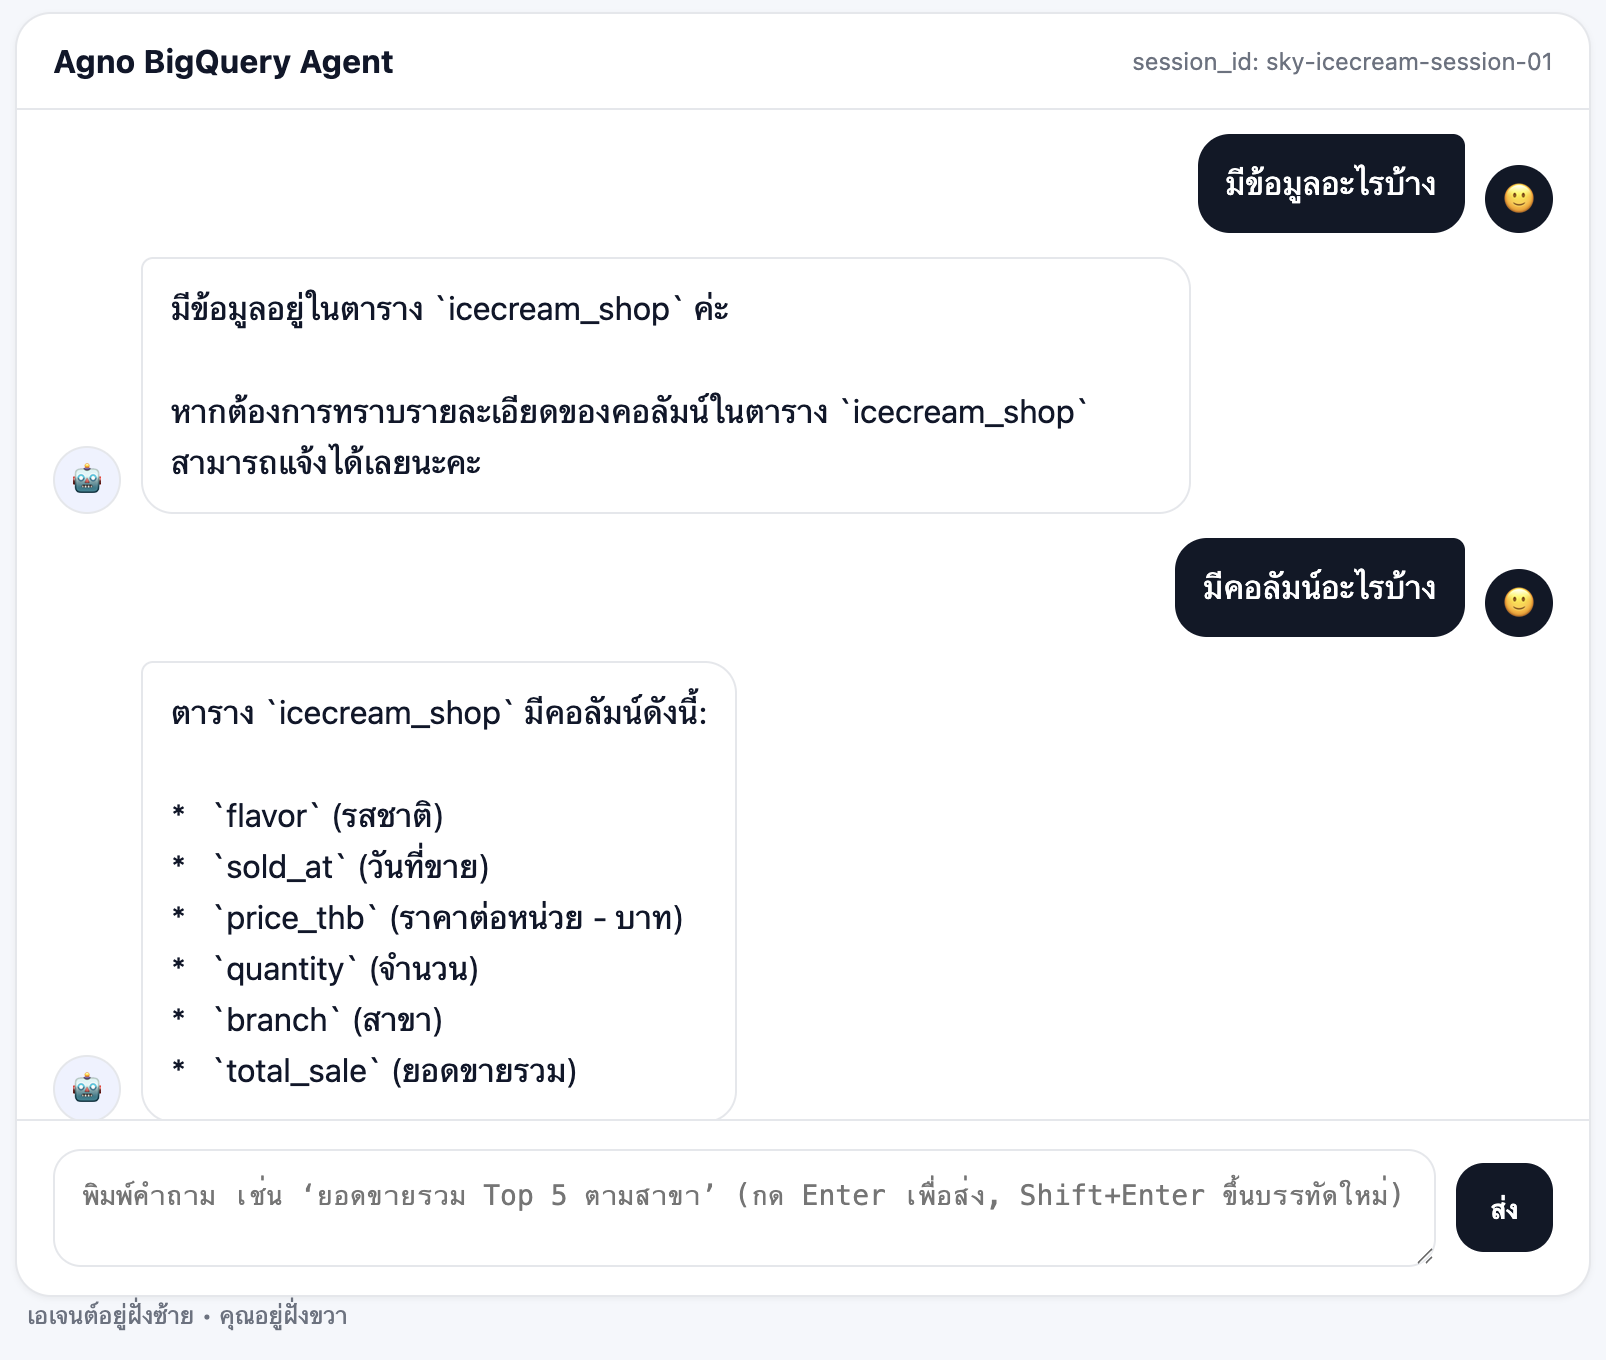 Agno BigQuery Agent
session_id: sky-icecream-session-01
มีข้อมูลอะไรบ้าง
มีข้อมูลอยู่ในตาราง `icecream_shop` ค่ะ
หากต้องการทราบรายละเอียดของคอลัมน์ในตาราง `icecream_shop`
สามารถแจ้งได้เลยนะคะ
มีคอลัมน์อะไรบ้าง
ตาราง `icecream_shop` มีคอลัมน์ดังนี้:
* `flavor` (รสชาติ)
* `sold_at` (วันที่ขาย)
* `price_thb` (ราคาต่อหน่วย - บาท)
* `quantity` (จำนวน)
* `branch` (สาขา)
* `total_sale` (ยอดขายรวม)
พิมพ์คำถาม เช่น ‘ยอดขายรวม Top 5 ตามสาขา’ (กด Enter เพื่อส่ง, Shift+Enter ขึ้นบรรทัดใหม่)
ส่ง
เอเจนต์อยู่ฝั่งซ้าย • คุณอยู่ฝั่งขวา